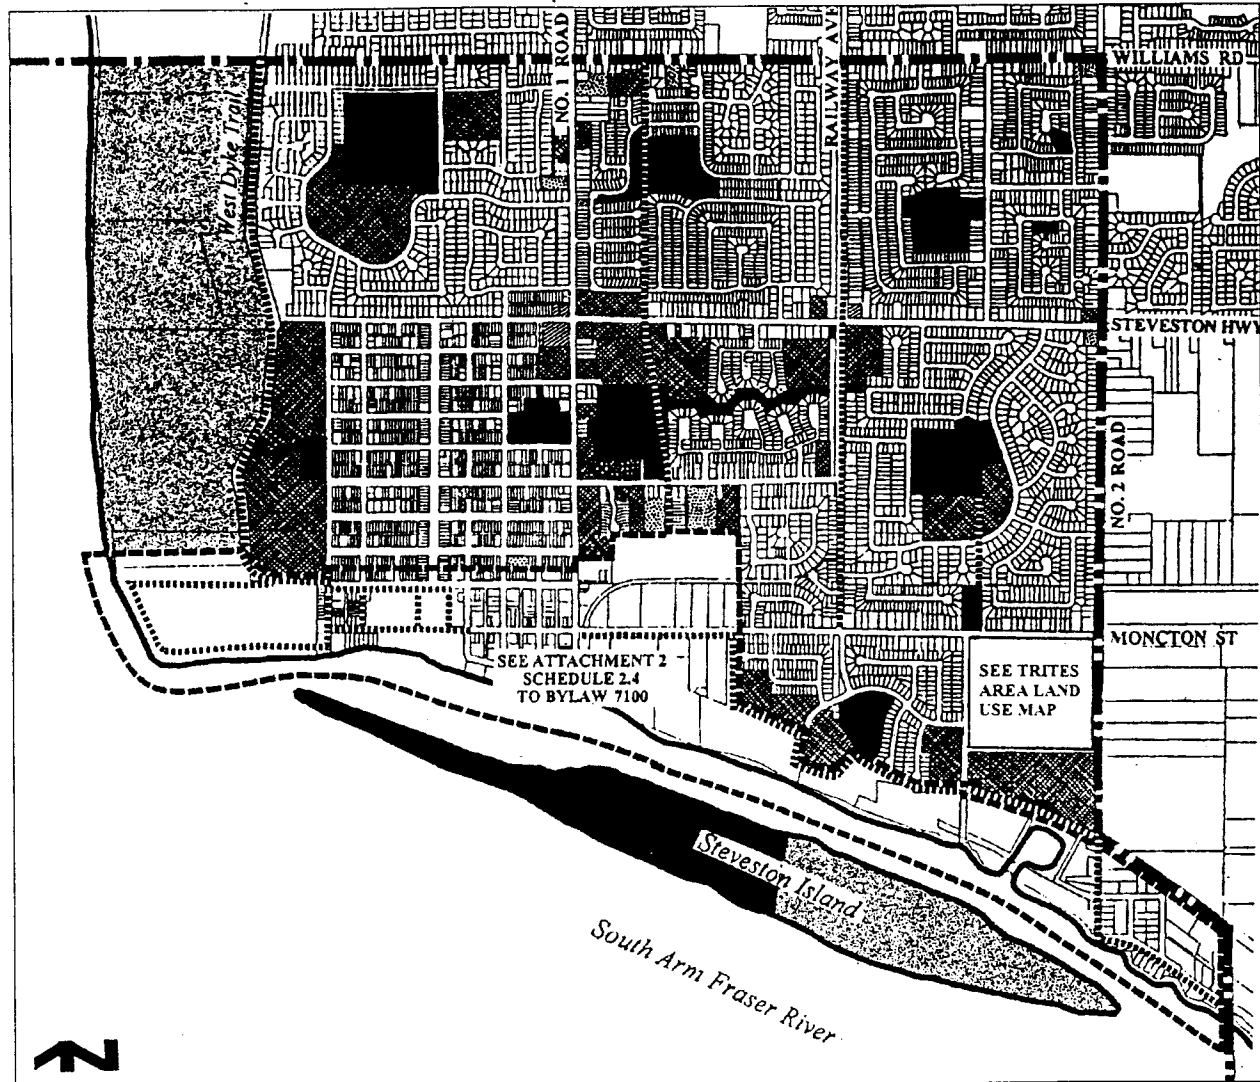 NO. 1 ROAD
RAILWAY AVE
WILLIAMS RD
West Dyke Trail
STEVESTON HWY
NO. 2 ROAD
MONCTON ST
SEE ATTACHMENT 2
SCHEDULE 2.4
TO BYLAW 7100
SEE TRITES
AREA LAND
USE MAP
Steveston Island
South Arm Fraser River
N